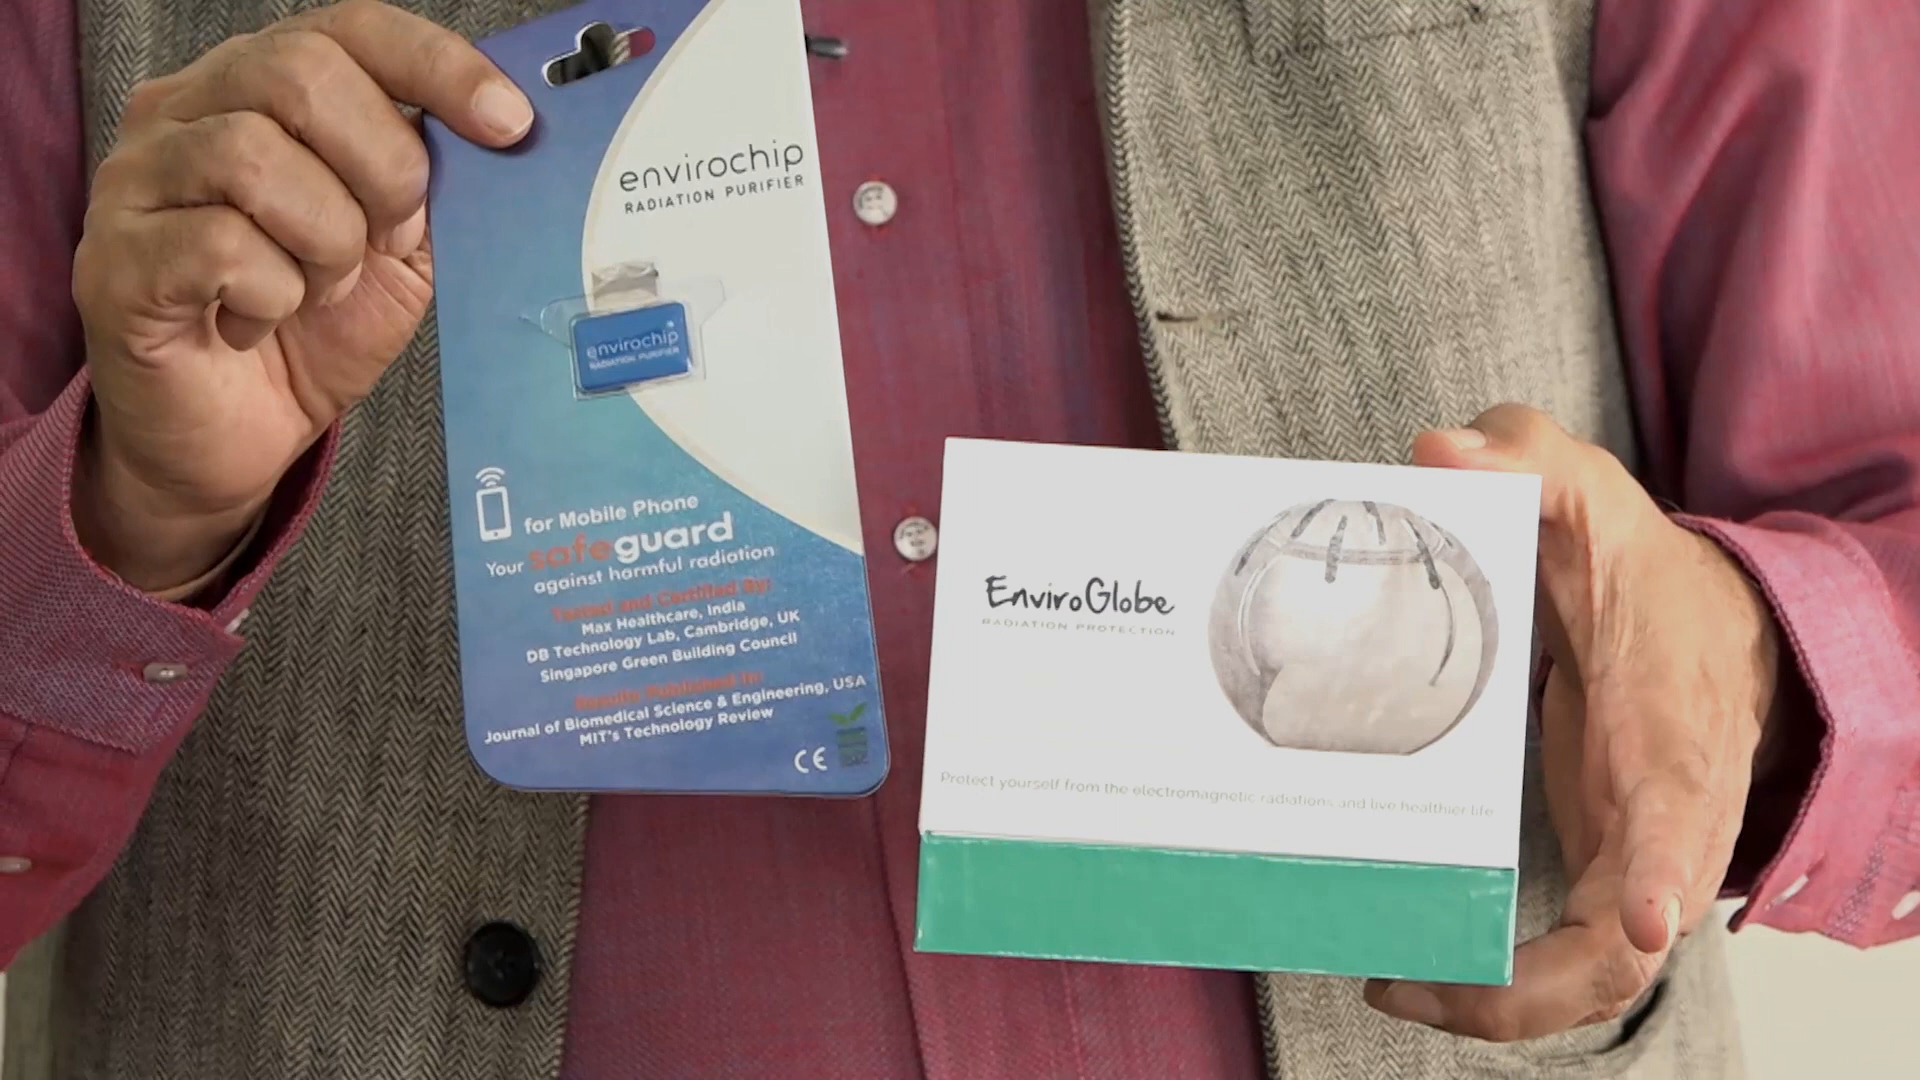 envirochip
RADIATION PURIFIER
envirochip
RADIATION PURIFIER
for Mobile Phone
Your safeguard
against harmful radiation
Tested and Certified By:
Max Healthcare, India
DB Technology Lab, Cambridge, UK
Singapore Green Building Council
Results Published In:
Journal of Biomedical Science & Engineering, USA
MIT's Technology Review
CE
EnviroGlobe
RADIATION PROTECTION
Protect yourself from the electromagnetic radiations and live healthier life